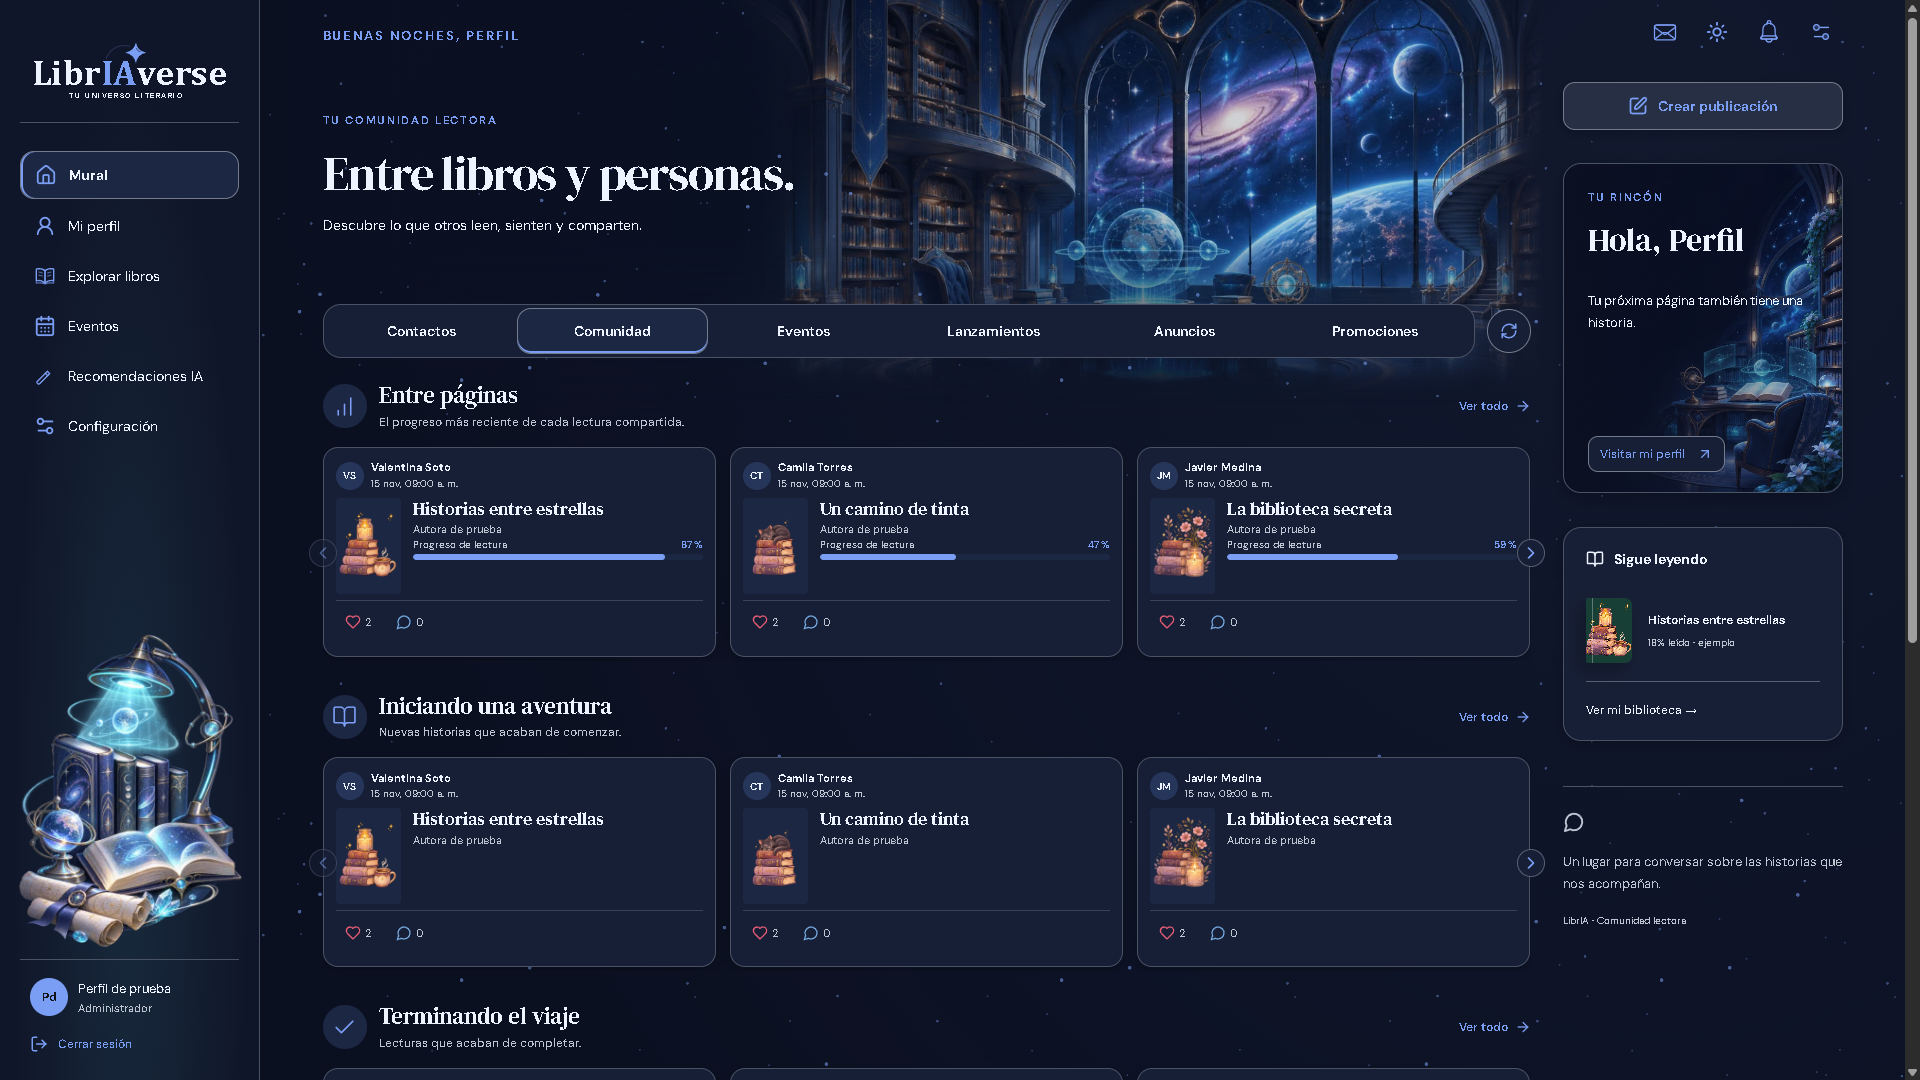 LibrIAverse
TU UNIVERSO LITERARIO
Mural
Mi perfil
Explorar libros
Eventos
Recomendaciones IA
Configuración
Pd
Perfil de prueba
Administrador
Cerrar sesión
BUENAS NOCHES, PERFIL
TU COMUNIDAD LECTORA
Entre libros y personas.
Descubre lo que otros leen, sienten y comparten.
Contactos
Comunidad
Eventos
Lanzamientos
Anuncios
Promociones
Entre páginas
El progreso más reciente de cada lectura compartida.
Ver todo
VS
Valentina Soto
15 nov, 09:00 a. m.
Historias entre estrellas
Autora de prueba
Progreso de lectura 87 %
2 0
CT
Camila Torres
15 nov, 09:00 a. m.
Un camino de tinta
Autora de prueba
Progreso de lectura 47 %
2 0
JM
Javier Medina
15 nov, 09:00 a. m.
La biblioteca secreta
Autora de prueba
Progreso de lectura 59 %
2 0
Iniciando una aventura
Nuevas historias que acaban de comenzar.
Ver todo
VS
Valentina Soto
15 nov, 09:00 a. m.
Historias entre estrellas
Autora de prueba
2 0
CT
Camila Torres
15 nov, 09:00 a. m.
Un camino de tinta
Autora de prueba
2 0
JM
Javier Medina
15 nov, 09:00 a. m.
La biblioteca secreta
Autora de prueba
2 0
Terminando el viaje
Lecturas que acaban de completar.
Ver todo
Crear publicación
TU RINCÓN
Hola, Perfil
Tu próxima página también tiene una
historia.
Visitar mi perfil
Sigue leyendo
Historias entre estrellas
18% leído · ejemplo
Ver mi biblioteca →
Un lugar para conversar sobre las historias que
nos acompañan.
LibrIA · Comunidad lectora